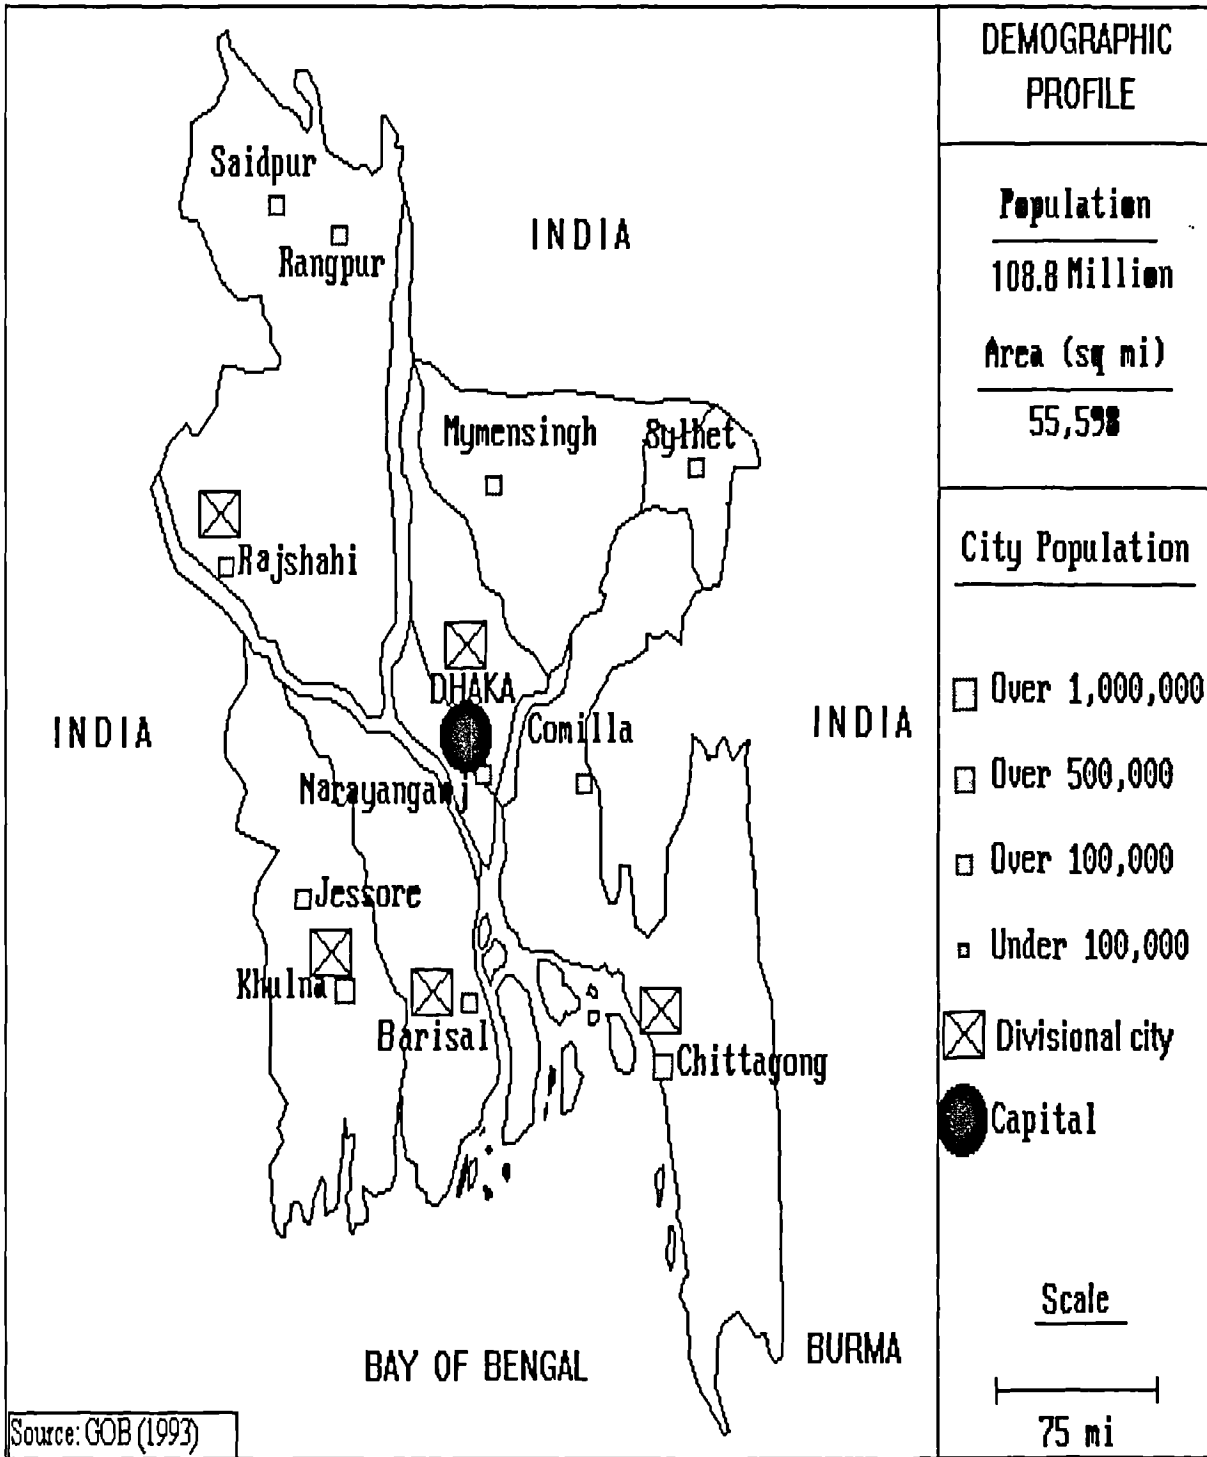 Saidpur
Rangpur
INDIA
Mymensingh
Sylhet
Rajshahi
DHAKA
INDIA
Comilla
INDIA
Narayanganj
Jessore
Khulna
Barisal
Chittagong
BAY OF BENGAL
BURMA
Source: GOB (1993)
DEMOGRAPHIC
PROFILE
Population
108.8 Million
Area (sq mi)
55,598
City Population
Over 1,000,000
Over 500,000
Over 100,000
Under 100,000
Divisional city
Capital
Scale
75 mi